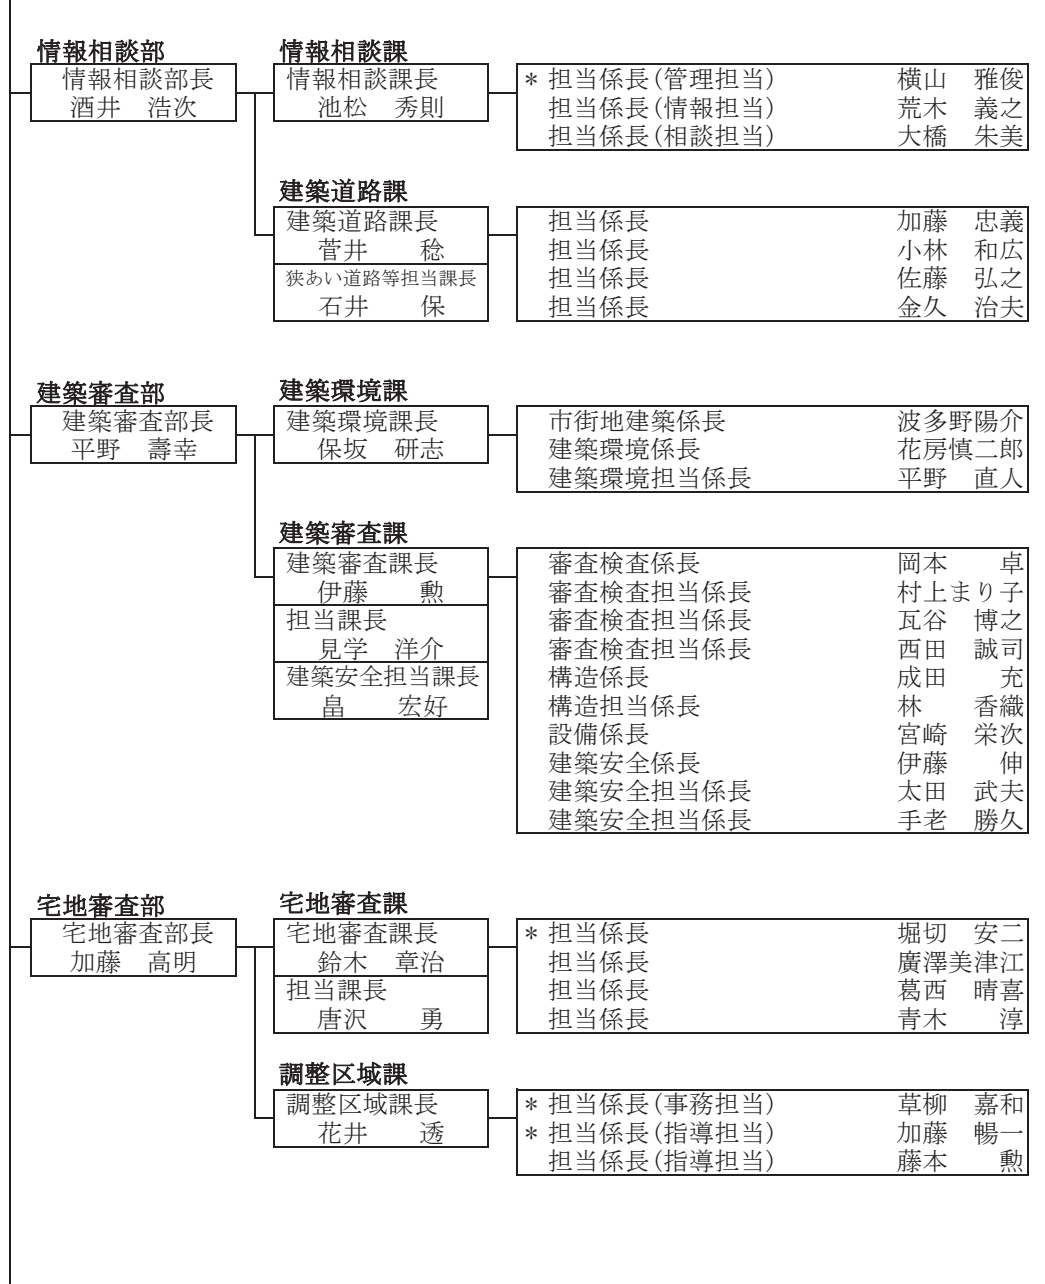 情報相談部
情報相談部長
酒井　浩次
情報相談課
情報相談課長
池松　秀則
＊担当係長(管理担当)　横山　雅俊
担当係長(情報担当)　荒木　義之
担当係長(相談担当)　大橋　朱美
建築道路課
建築道路課長
菅井　稔
狭あい道路等担当課長
石井　保
担当係長　加藤　忠義
担当係長　小林　和広
担当係長　佐藤　弘之
担当係長　金久　治夫
建築審査部
建築審査部長
平野　壽幸
建築環境課
建築環境課長
保坂　研志
市街地建築係長　波多野陽介
建築環境係長　花房慎二郎
建築環境担当係長　平野　直人
建築審査課
建築審査課長
伊藤　勲
担当課長
見学　洋介
建築安全担当課長
畠　宏好
審査検査係長　岡本　卓
審査検査担当係長　村上まり子
審査検査担当係長　瓦谷　博之
審査検査担当係長　西田　誠司
構造係長　成田　充
構造担当係長　林　香織
設備係長　宮崎　栄次
建築安全係長　伊藤　伸
建築安全担当係長　太田　武夫
建築安全担当係長　手老　勝久
宅地審査部
宅地審査部長
加藤　高明
宅地審査課
宅地審査課長
鈴木　章治
担当課長
唐沢　勇
＊担当係長　堀切　安二
担当係長　廣澤美津江
担当係長　葛西　晴喜
担当係長　青木　淳
調整区域課
調整区域課長
花井　透
＊担当係長(事務担当)　草柳　嘉和
＊担当係長(指導担当)　加藤　暢一
担当係長(指導担当)　藤本　勲